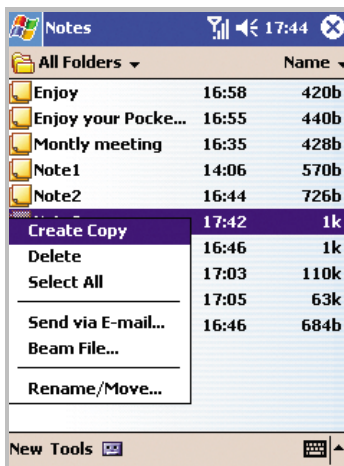 Notes 17:44
All Folders Name
Enjoy 16:58 420b
Enjoy your Pocke... 16:55 440b
Montly meeting 16:35 428b
Note1 14:06 570b
Note2 16:44 726b
17:42 1k
Create Copy
16:46 1k
Delete
17:03 110k
Select All
17:05 63k
Send via E-mail... 16:46 684b
Beam File...
Rename/Move...
New Tools